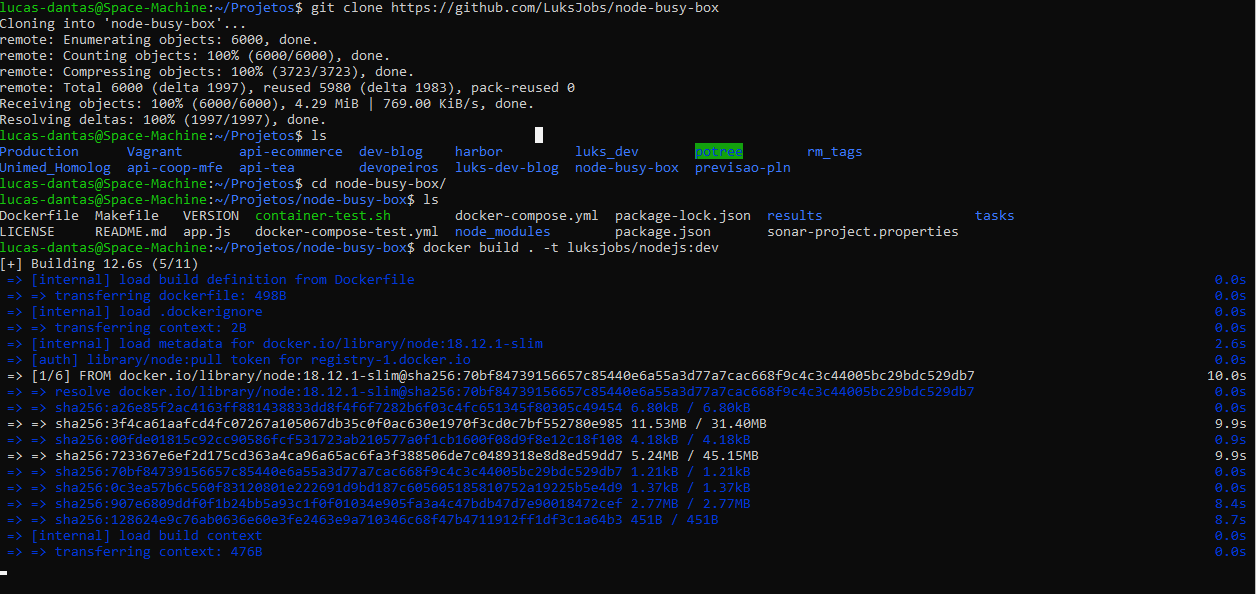 lucas-dantas@Space-Machine:~/Projetos$ git clone https://github.com/LuksJobs/node-busy-box
Cloning into 'node-busy-box'...
remote: Enumerating objects: 6000, done.
remote: Counting objects: 100% (6000/6000), done.
remote: Compressing objects: 100% (3723/3723), done.
remote: Total 6000 (delta 1997), reused 5980 (delta 1983), pack-reused 0
Receiving objects: 100% (6000/6000), 4.29 MiB | 769.00 KiB/s, done.
Resolving deltas: 100% (1997/1997), done.
lucas-dantas@Space-Machine:~/Projetos$ ls
Production Vagrant api-ecommerce dev-blog harbor luks_dev potree rm_tags
Unimed_Homolog api-coop-mfe api-tea devopeiros luks-dev-blog node-busy-box previsao-pln
lucas-dantas@Space-Machine:~/Projetos$ cd node-busy-box/
lucas-dantas@Space-Machine:~/Projetos/node-busy-box$ ls
Dockerfile Makefile VERSION container-test.sh docker-compose.yml package-lock.json results tasks
LICENSE README.md app.js docker-compose-test.yml node_modules package.json sonar-project.properties
lucas-dantas@Space-Machine:~/Projetos/node-busy-box$ docker build . -t luksjobs/nodejs:dev
[+] Building 12.6s (5/11)
=> [internal] load build definition from Dockerfile 0.0s
=> => transferring dockerfile: 498B 0.0s
=> [internal] load .dockerignore 0.0s
=> => transferring context: 2B 0.0s
=> [internal] load metadata for docker.io/library/node:18.12.1-slim 2.6s
=> [auth] library/node:pull token for registry-1.docker.io 0.0s
=> [1/6] FROM docker.io/library/node:18.12.1-slim@sha256:70bf84739156657c85440e6a55a3d77a7cac668f9c4c3c44005bc29bdc529db7 10.0s
=> => resolve docker.io/library/node:18.12.1-slim@sha256:70bf84739156657c85440e6a55a3d77a7cac668f9c4c3c44005bc29bdc529db7 0.0s
=> => sha256:a26e85f2ac4163ff881438833dd8f4f6f7282b6f03c4fc651345f80305c49454 6.80kB / 6.80kB 0.0s
=> => sha256:3f4ca61aafcd4fc07267a105067db35c0f0ac630e1970f3cd0c7bf552780e985 11.53MB / 31.40MB 9.9s
=> => sha256:00fde01815c92cc90586fcf531723ab210577a0f1cb1600f08d9f8e12c18f108 4.18kB / 4.18kB 0.9s
=> => sha256:723367e6ef2d175cd363a4ca96a65ac6fa3f388506de7c0489318e8d8ed59dd7 5.24MB / 45.15MB 9.9s
=> => sha256:70bf84739156657c85440e6a55a3d77a7cac668f9c4c3c44005bc29bdc529db7 1.21kB / 1.21kB 0.0s
=> => sha256:0c3ea57b6c560f83120801e222691d9bd187c605605185810752a19225b5e4d9 1.37kB / 1.37kB 0.0s
=> => sha256:907e6809ddf0f1b24bb5a93c1f0f01034e905fa3a4c47bdb47d7e90018472cef 2.77MB / 2.77MB 8.4s
=> => sha256:128624e9c76ab0636e60e3fe2463e9a710346c68f47b4711912ff1df3c1a64b3 451B / 451B 8.7s
=> [internal] load build context 0.0s
=> => transferring context: 476B 0.0s